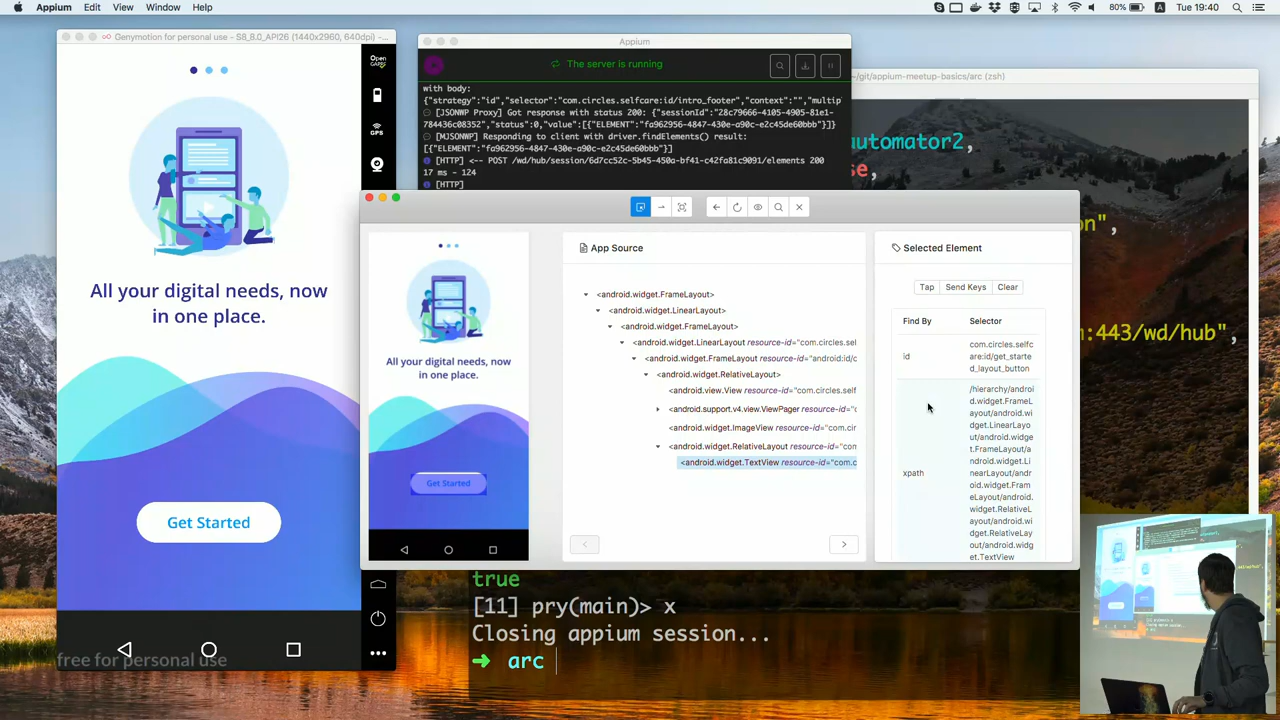 Appium Edit View Window Help
80% A Tue 19:40
Genymotion for personal use - S8_8.0_API26 (1440x2960, 640dpi) -...
Open
GAPPS
GPS
All your digital needs, now
in one place.
Get Started
free for personal use
Appium
The server is running
with body:
{"strategy":"id","selector":"com.circles.selfcare:id/intro_footer","context":"","multip
[JSONWP Proxy] Got response with status 200: {"sessionId":"28c79666-4105-4905-81e1-
784436c08352","status":0,"value":[{"ELEMENT":"fa962956-4847-430e-a90c-e2c45de60bbb"}]}
[MJSONWP] Responding to client with driver.findElements() result:
[{"ELEMENT":"fa962956-4847-430e-a90c-e2c45de60bbb"}]
[HTTP] <-- POST /wd/hub/session/6d7cc52c-5b45-450a-bf41-c42fa81c9091/elements 200
17 ms - 124
[HTTP]
~/git/appium-meetup-basics/arc (zsh)
automator2,
se,
on",
m:443/wd/hub",
All your digital needs, now
in one place.
Get Started
App Source
<android.widget.FrameLayout>
<android.widget.LinearLayout>
<android.widget.FrameLayout>
<android.widget.LinearLayout resource-id="com.circles.sel
<android.widget.FrameLayout resource-id="android:id/c
<android.widget.RelativeLayout>
<android.view.View resource-id="com.circles.self
<android.support.v4.view.ViewPager resource-id="c
<android.widget.ImageView resource-id="com.cir
<android.widget.RelativeLayout resource-id="com
<android.widget.TextView resource-id="com.c
Selected Element
Tap Send Keys Clear
Find By Selector
id
com.circles.selfc
are:id/get_starte
d_layout_button
xpath
/hierarchy/androi
d.widget.FrameL
ayout/android.wi
dget.LinearLayo
ut/android.widge
t.FrameLayout/a
ndroid.widget.Li
nearLayout/andr
oid.widget.Fram
eLayout/android.
widget.RelativeL
ayout/android.wi
dget.RelativeLay
out/android.widg
et.TextView
true
[11] pry(main)> x
Closing appium session...
➜ arc